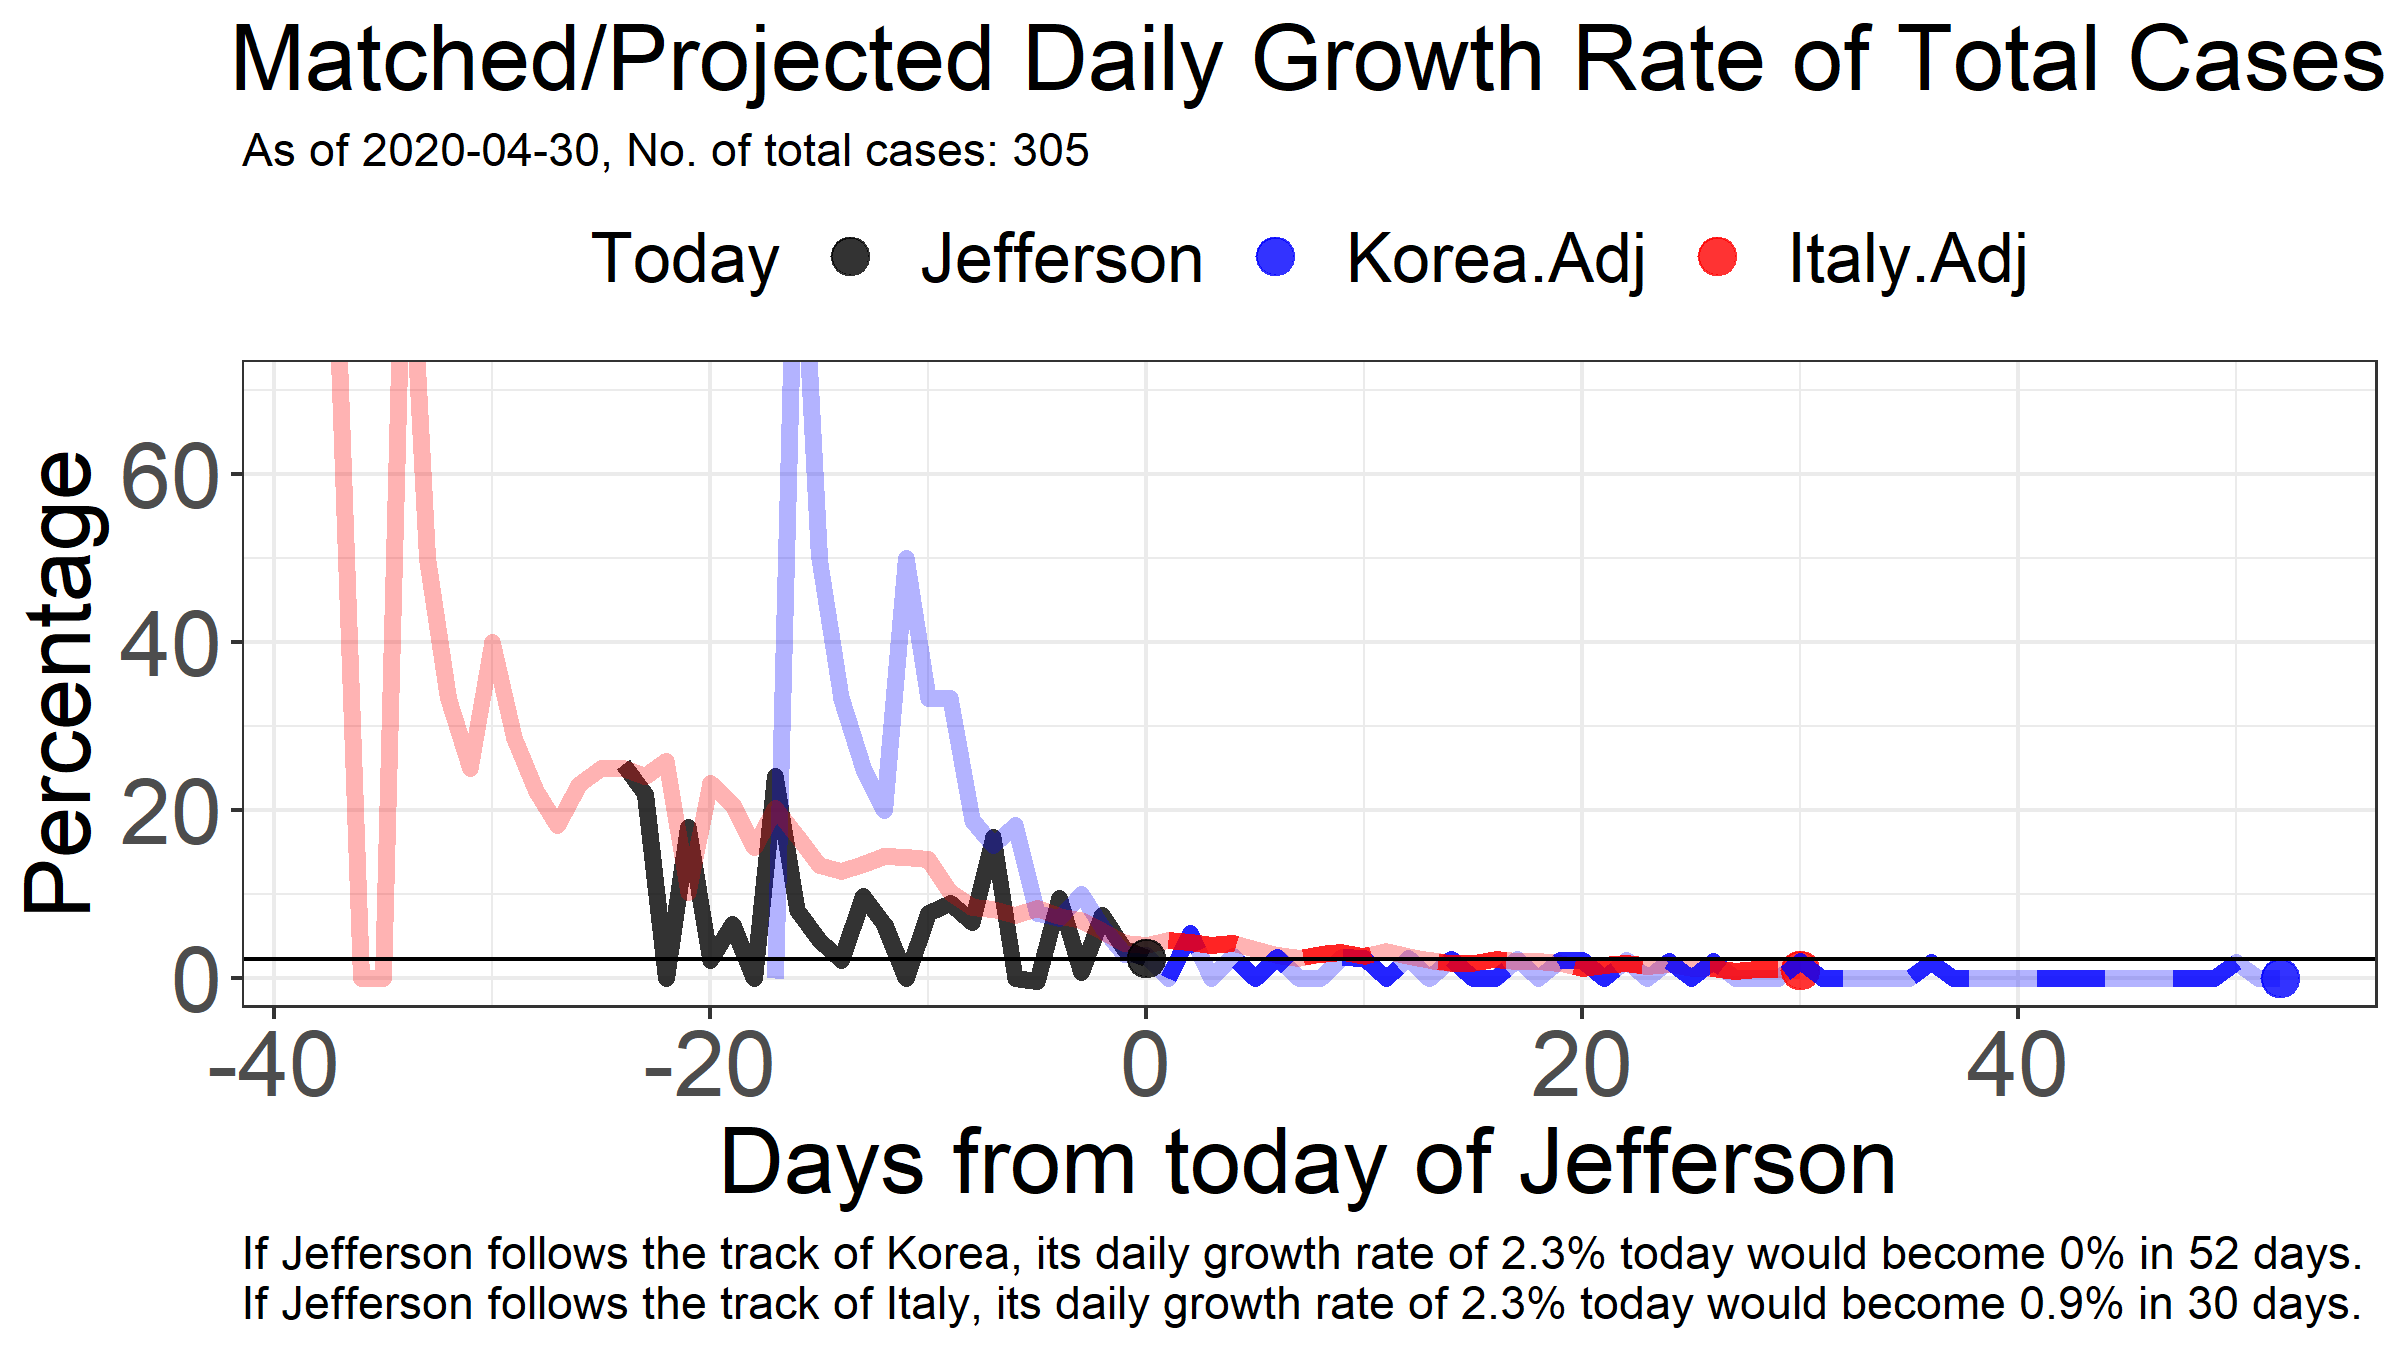 Matched/Projected Daily Growth Rate of Total Cases
As of 2020-04-30, No. of total cases: 305
Today Jefferson Korea.Adj Italy.Adj
Percentage
60
40
20
0
-40 -20 0 20 40
Days from today of Jefferson
If Jefferson follows the track of Korea, its daily growth rate of 2.3% today would become 0% in 52 days.
If Jefferson follows the track of Italy, its daily growth rate of 2.3% today would become 0.9% in 30 days.